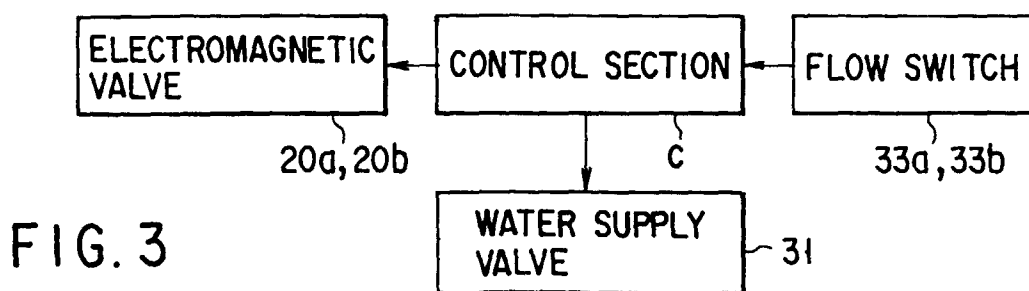 ELECTROMAGNETIC
VALVE
CONTROL SECTION
FLOW SWITCH
20a, 20b
C
33a, 33b
WATER SUPPLY
VALVE
31
FIG. 3